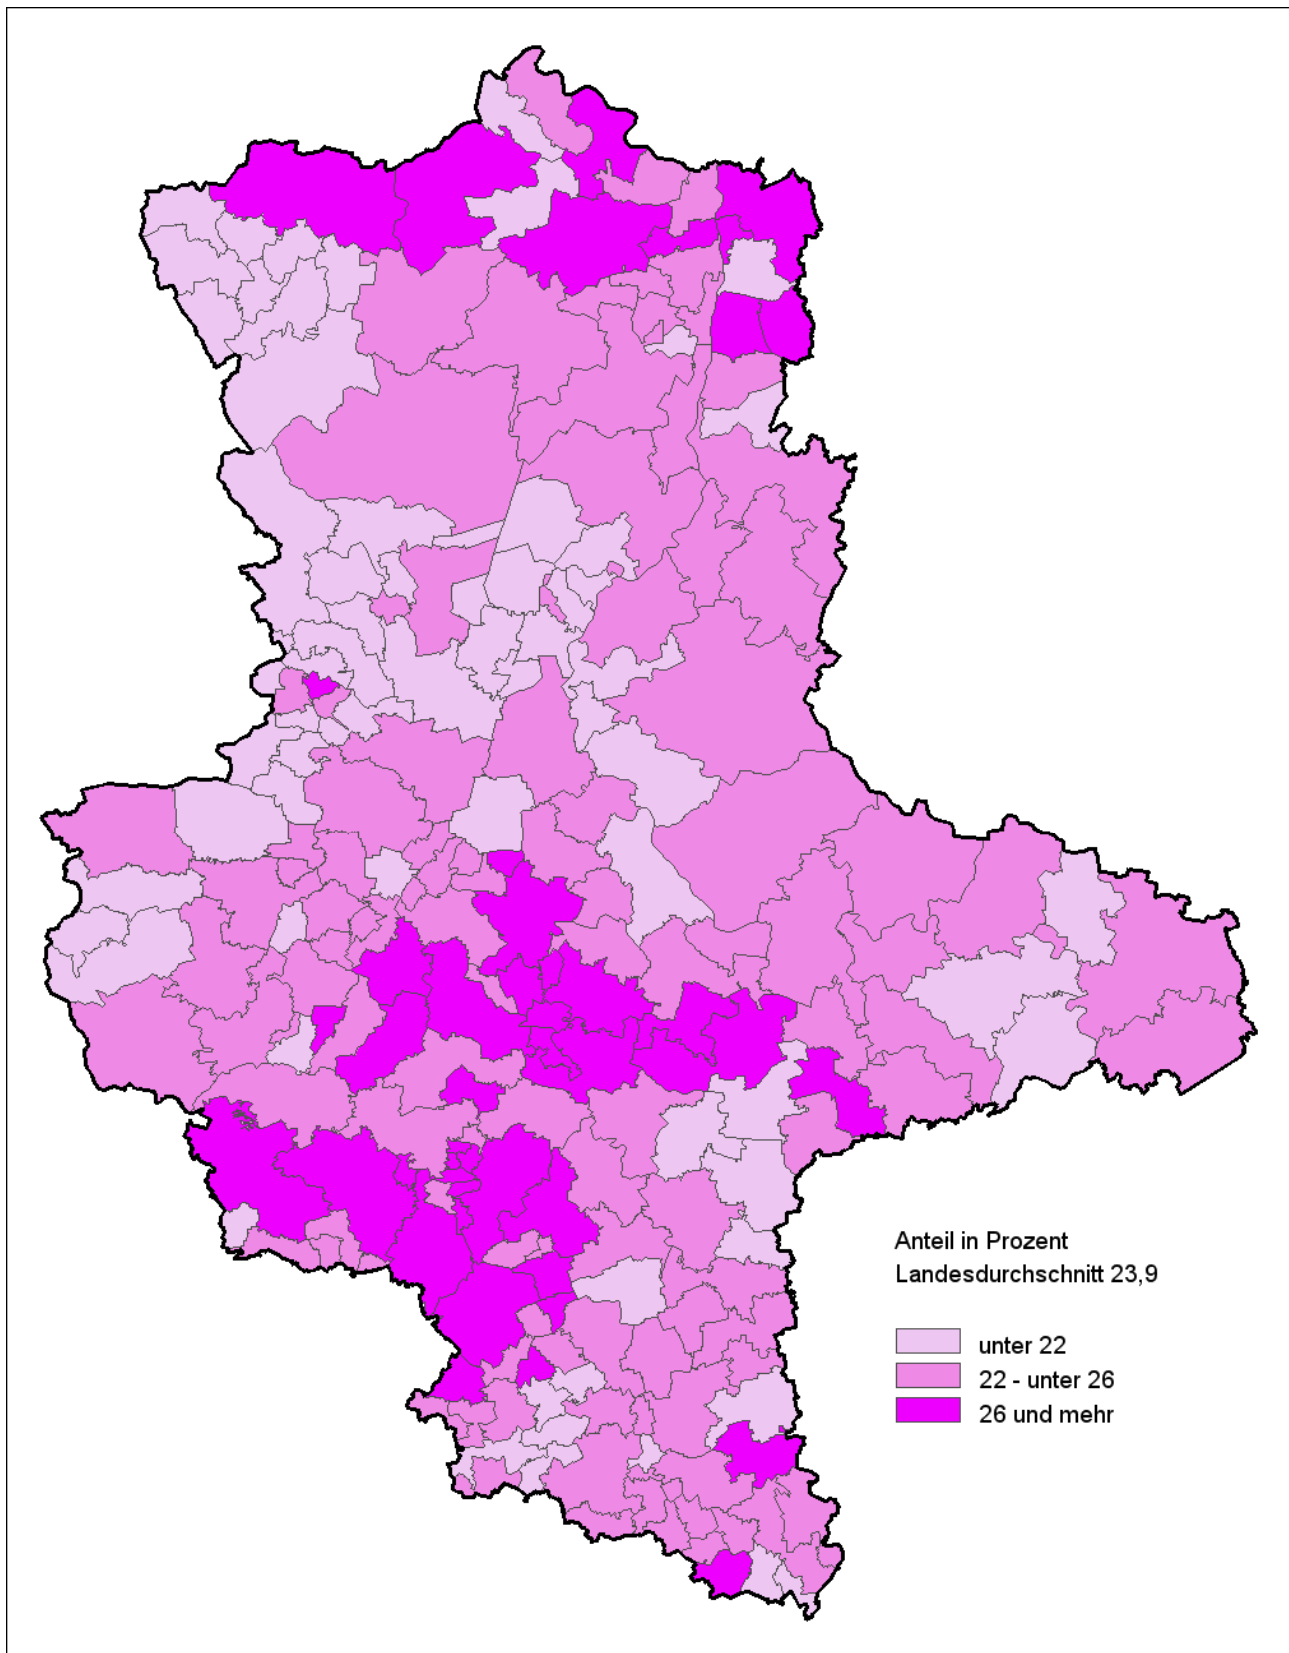 Anteil in Prozent
Landesdurchschnitt 23,9
unter 22
22 - unter 26
26 und mehr